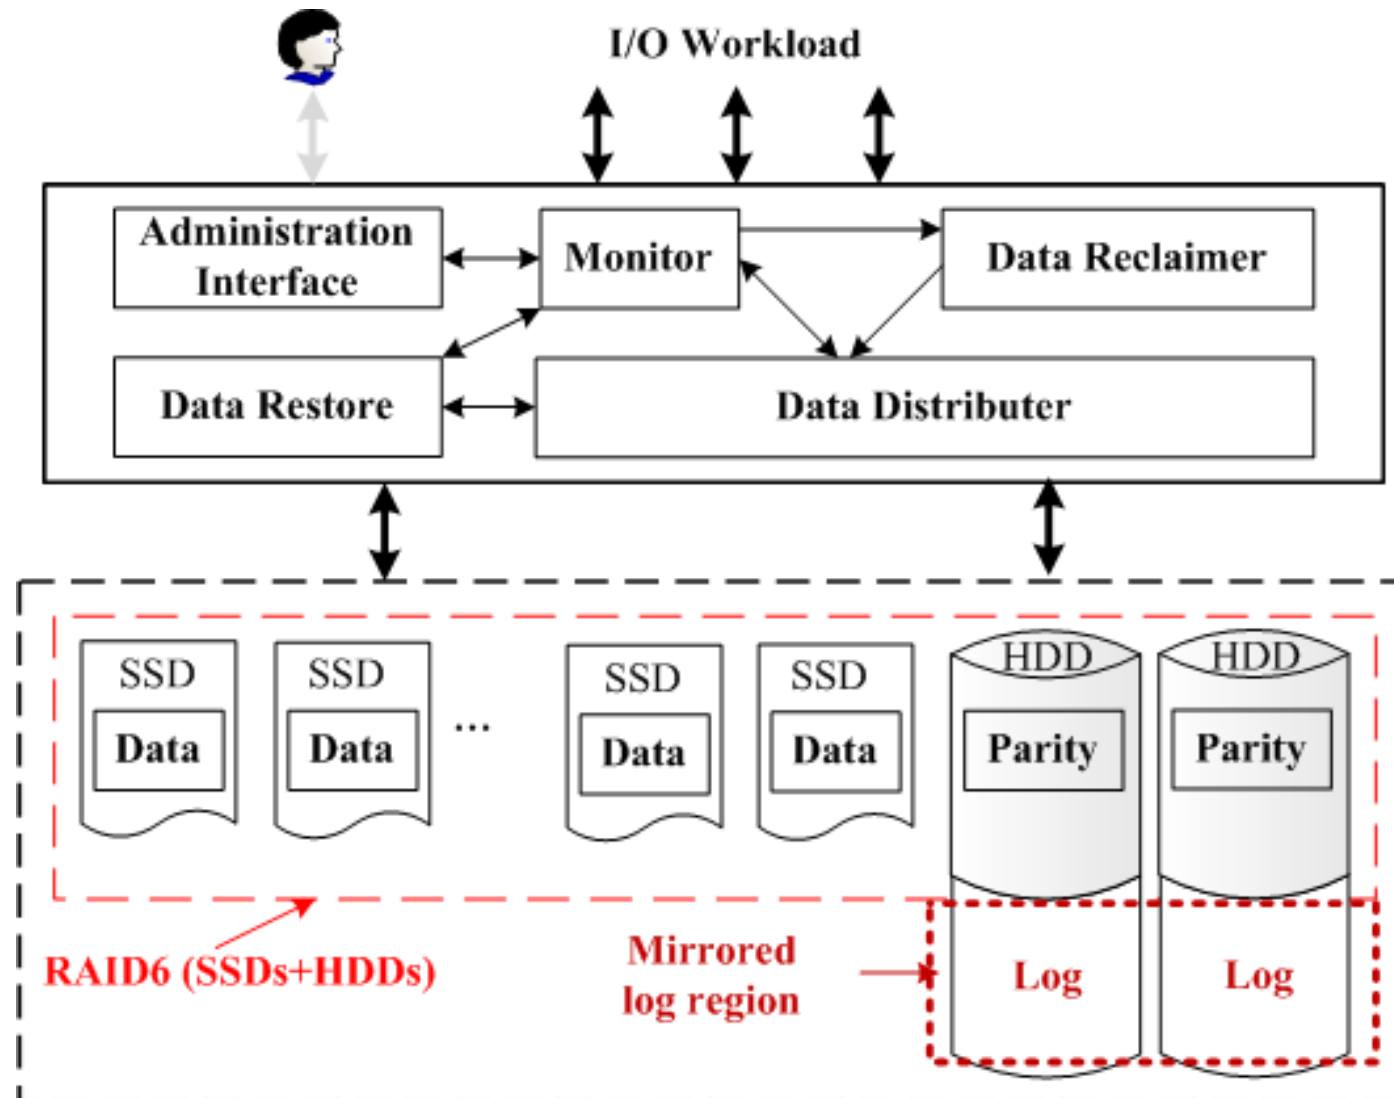 I/O Workload
Administration
Interface
Monitor
Data Reclaimer
Data Restore
Data Distributer
SSD
SSD
SSD
SSD
HDD
HDD
Data
Data
...
Data
Data
Parity
Parity
RAID6 (SSDs+HDDs)
Mirrored
log region
Log
Log